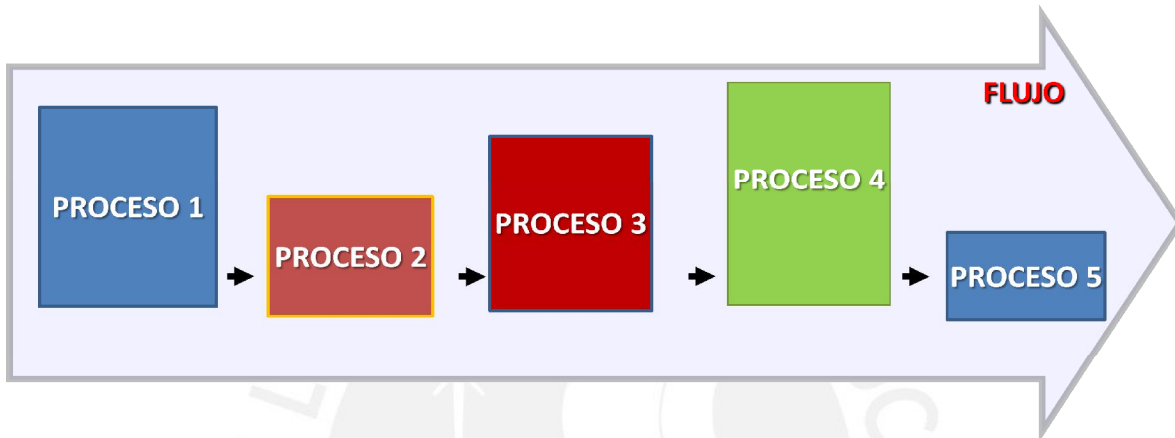 FLUJO
PROCESO 1
PROCESO 2
PROCESO 3
PROCESO 4
PROCESO 5